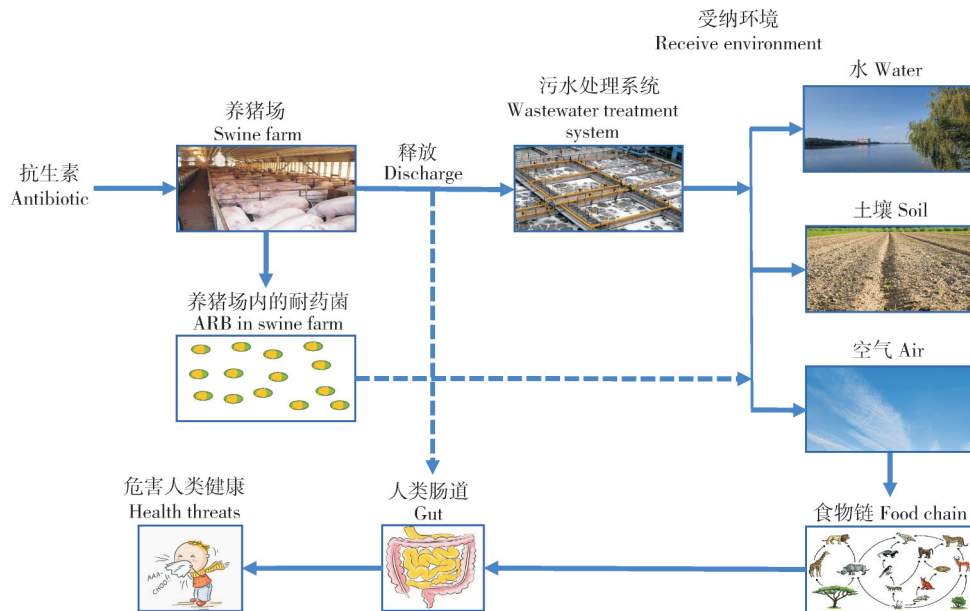 受纳环境
Receive environment
水 Water
污水处理系统
Wastewater treatment
system
养猪场
Swine farm
释放
Discharge
抗生素
Antibiotic
土壤 Soil
养猪场内的耐药菌
ARB in swine farm
空气 Air
危害人类健康
Health threats
人类肠道
Gut
食物链 Food chain
AAA-
CHOO!!